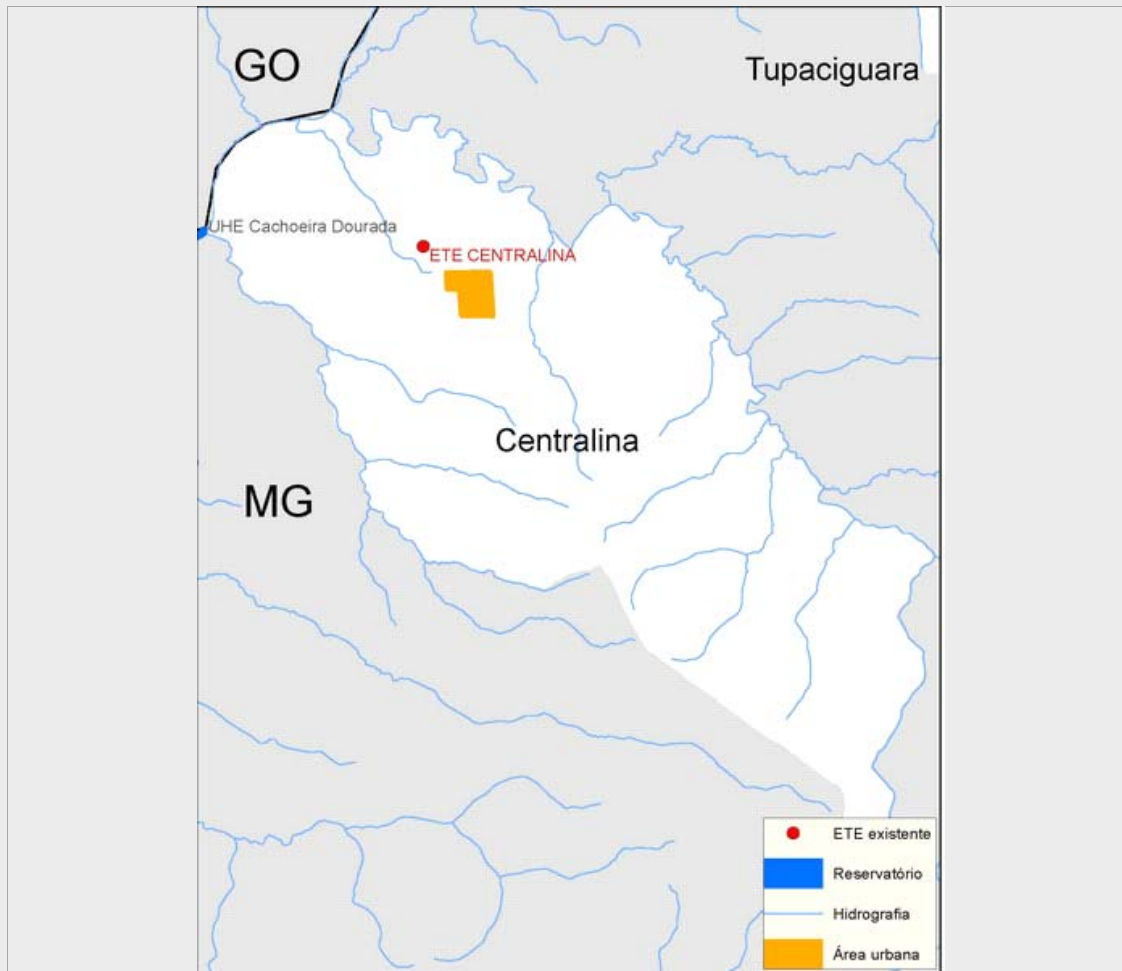 GO
Tupaciguara
UHE Cachoeira Dourada
ETE CENTRALINA
Centralina
MG
ETE existente
Reservatório
Hidrografia
Área urbana